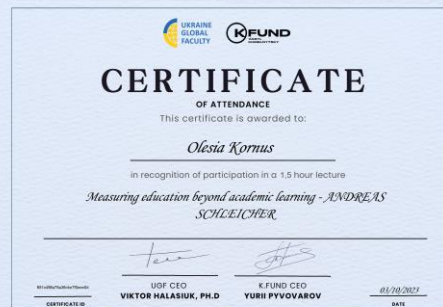 UKRAINE
GLOBAL
FACULTY
K FUND
CERTIFICATE
OF ATTENDANCE
This certificate is awarded to:
Olesia Kornus
in recognition of participation in a 1,5 hour lecture
Measuring education beyond academic learning - ANDREAS
SCHLEICHER
UGF CEO
VIKTOR HALASIUK, PH.D
K.FUND CEO
YURII PYVOVAROV
03/10/2023
CERTIFICATE ID
DATE